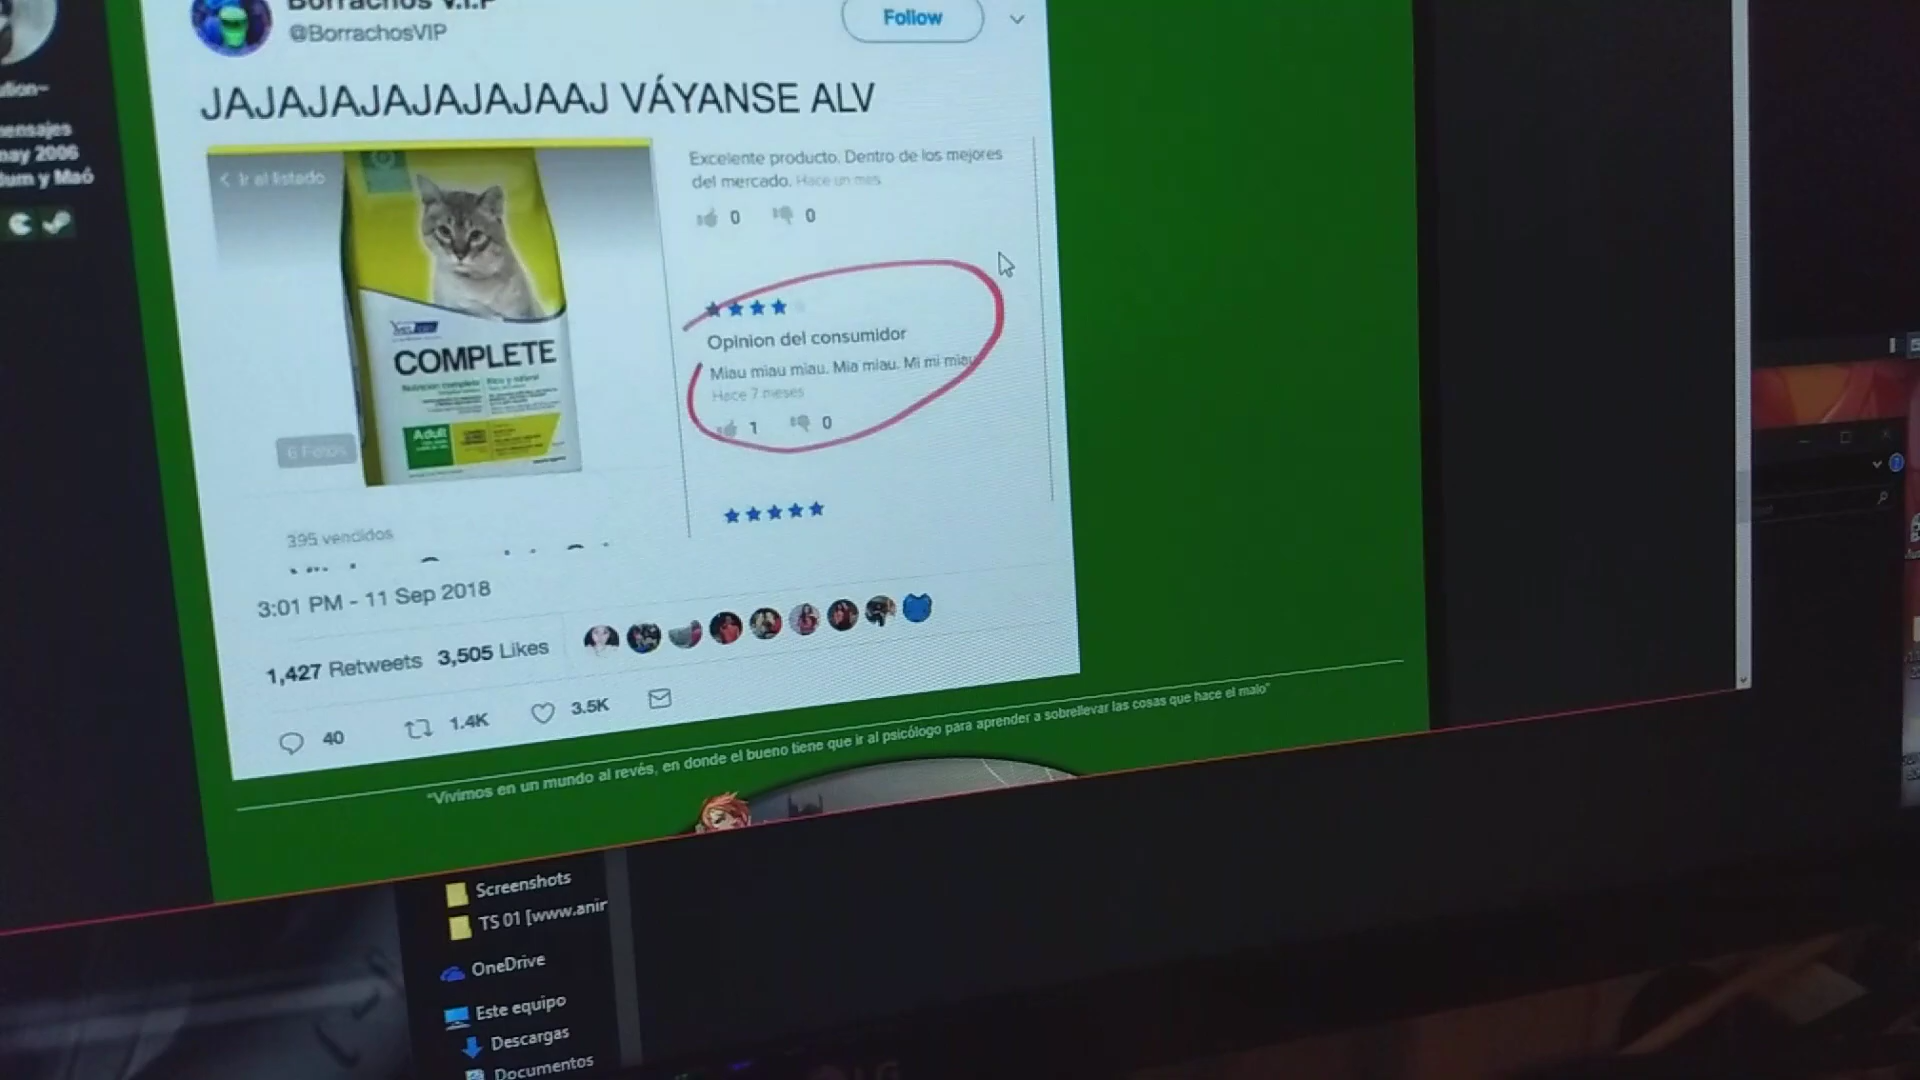 Borrachos V.I.P
@BorrachosVIP
Follow
mensajes
may 2006
JAJAJAJAJAJAJAAJ VÁYANSE ALV
Ir al listado
COMPLETE
Adult
6 Fotos
395 vendidos
Excelente producto. Dentro de los mejores
del mercado. Hace un mes
0 0
Opinion del consumidor
Miau miau miau. Mia miau. Mi mi miau
Hace 7 meses
1 0
3:01 PM - 11 Sep 2018
1,427 Retweets 3,505 Likes
40 1.4K 3.5K
"Vivimos en un mundo al revés, en donde el bueno tiene que ir al psicólogo para aprender a sobrellevar las cosas que hace el malo"
Screenshots
TS 01 [www.anir
OneDrive
Este equipo
Descargas
Documentos
LG